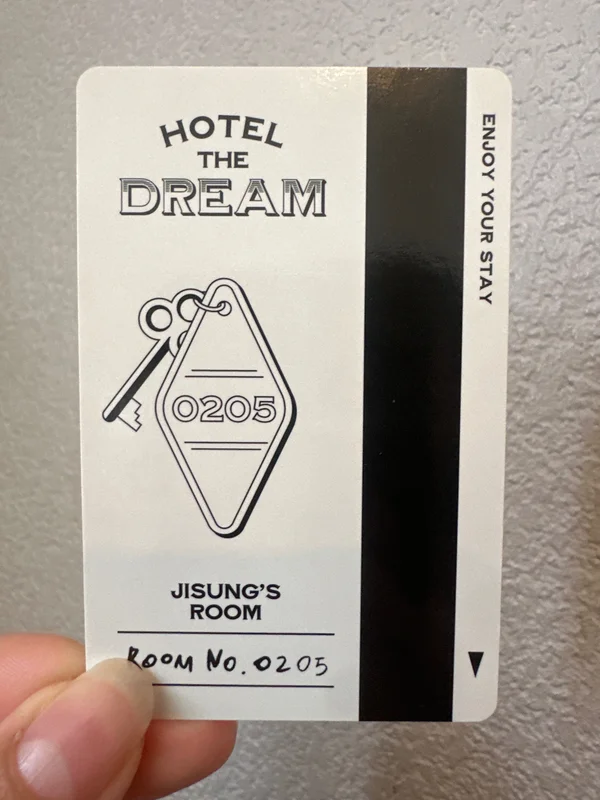 HOTEL
THE
DREAM
0205
JISUNG'S
ROOM
ROOM NO. 0205
ENJOY YOUR STAY